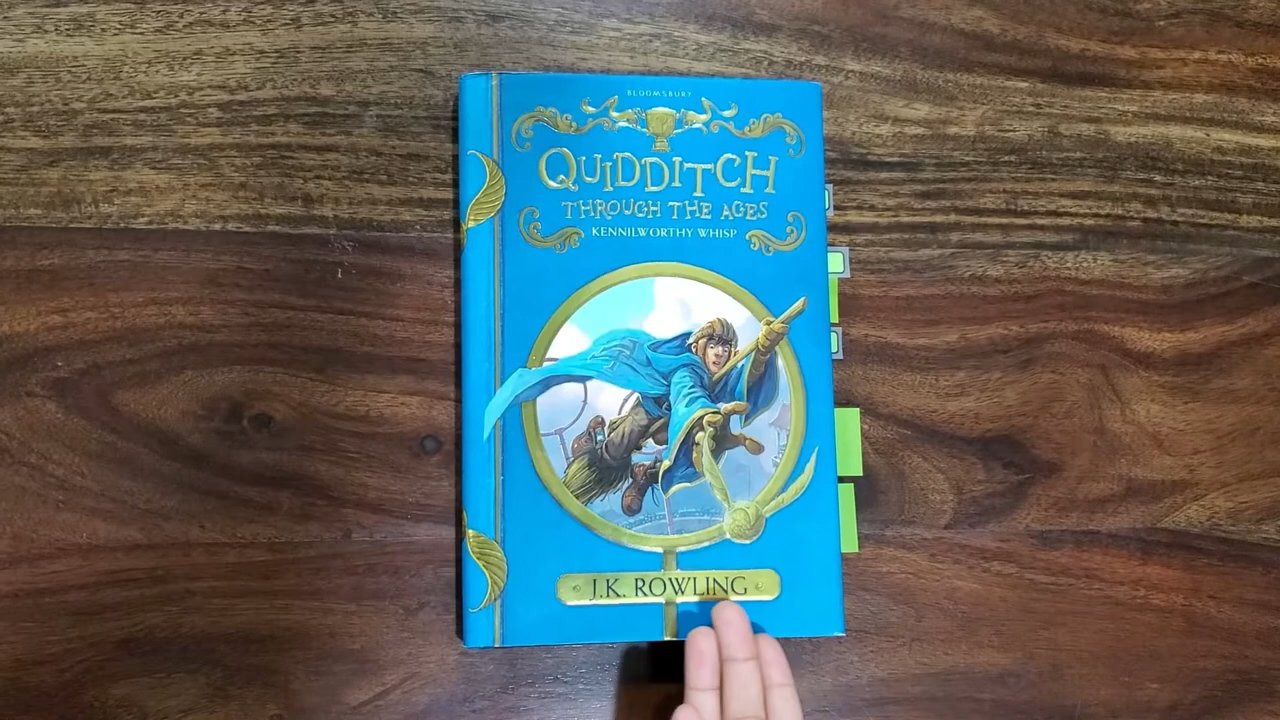 BLOOMSBURY
QUIDDITCH
THROUGH THE AGES
KENNILWORTHY WHISP
J.K. ROWLING